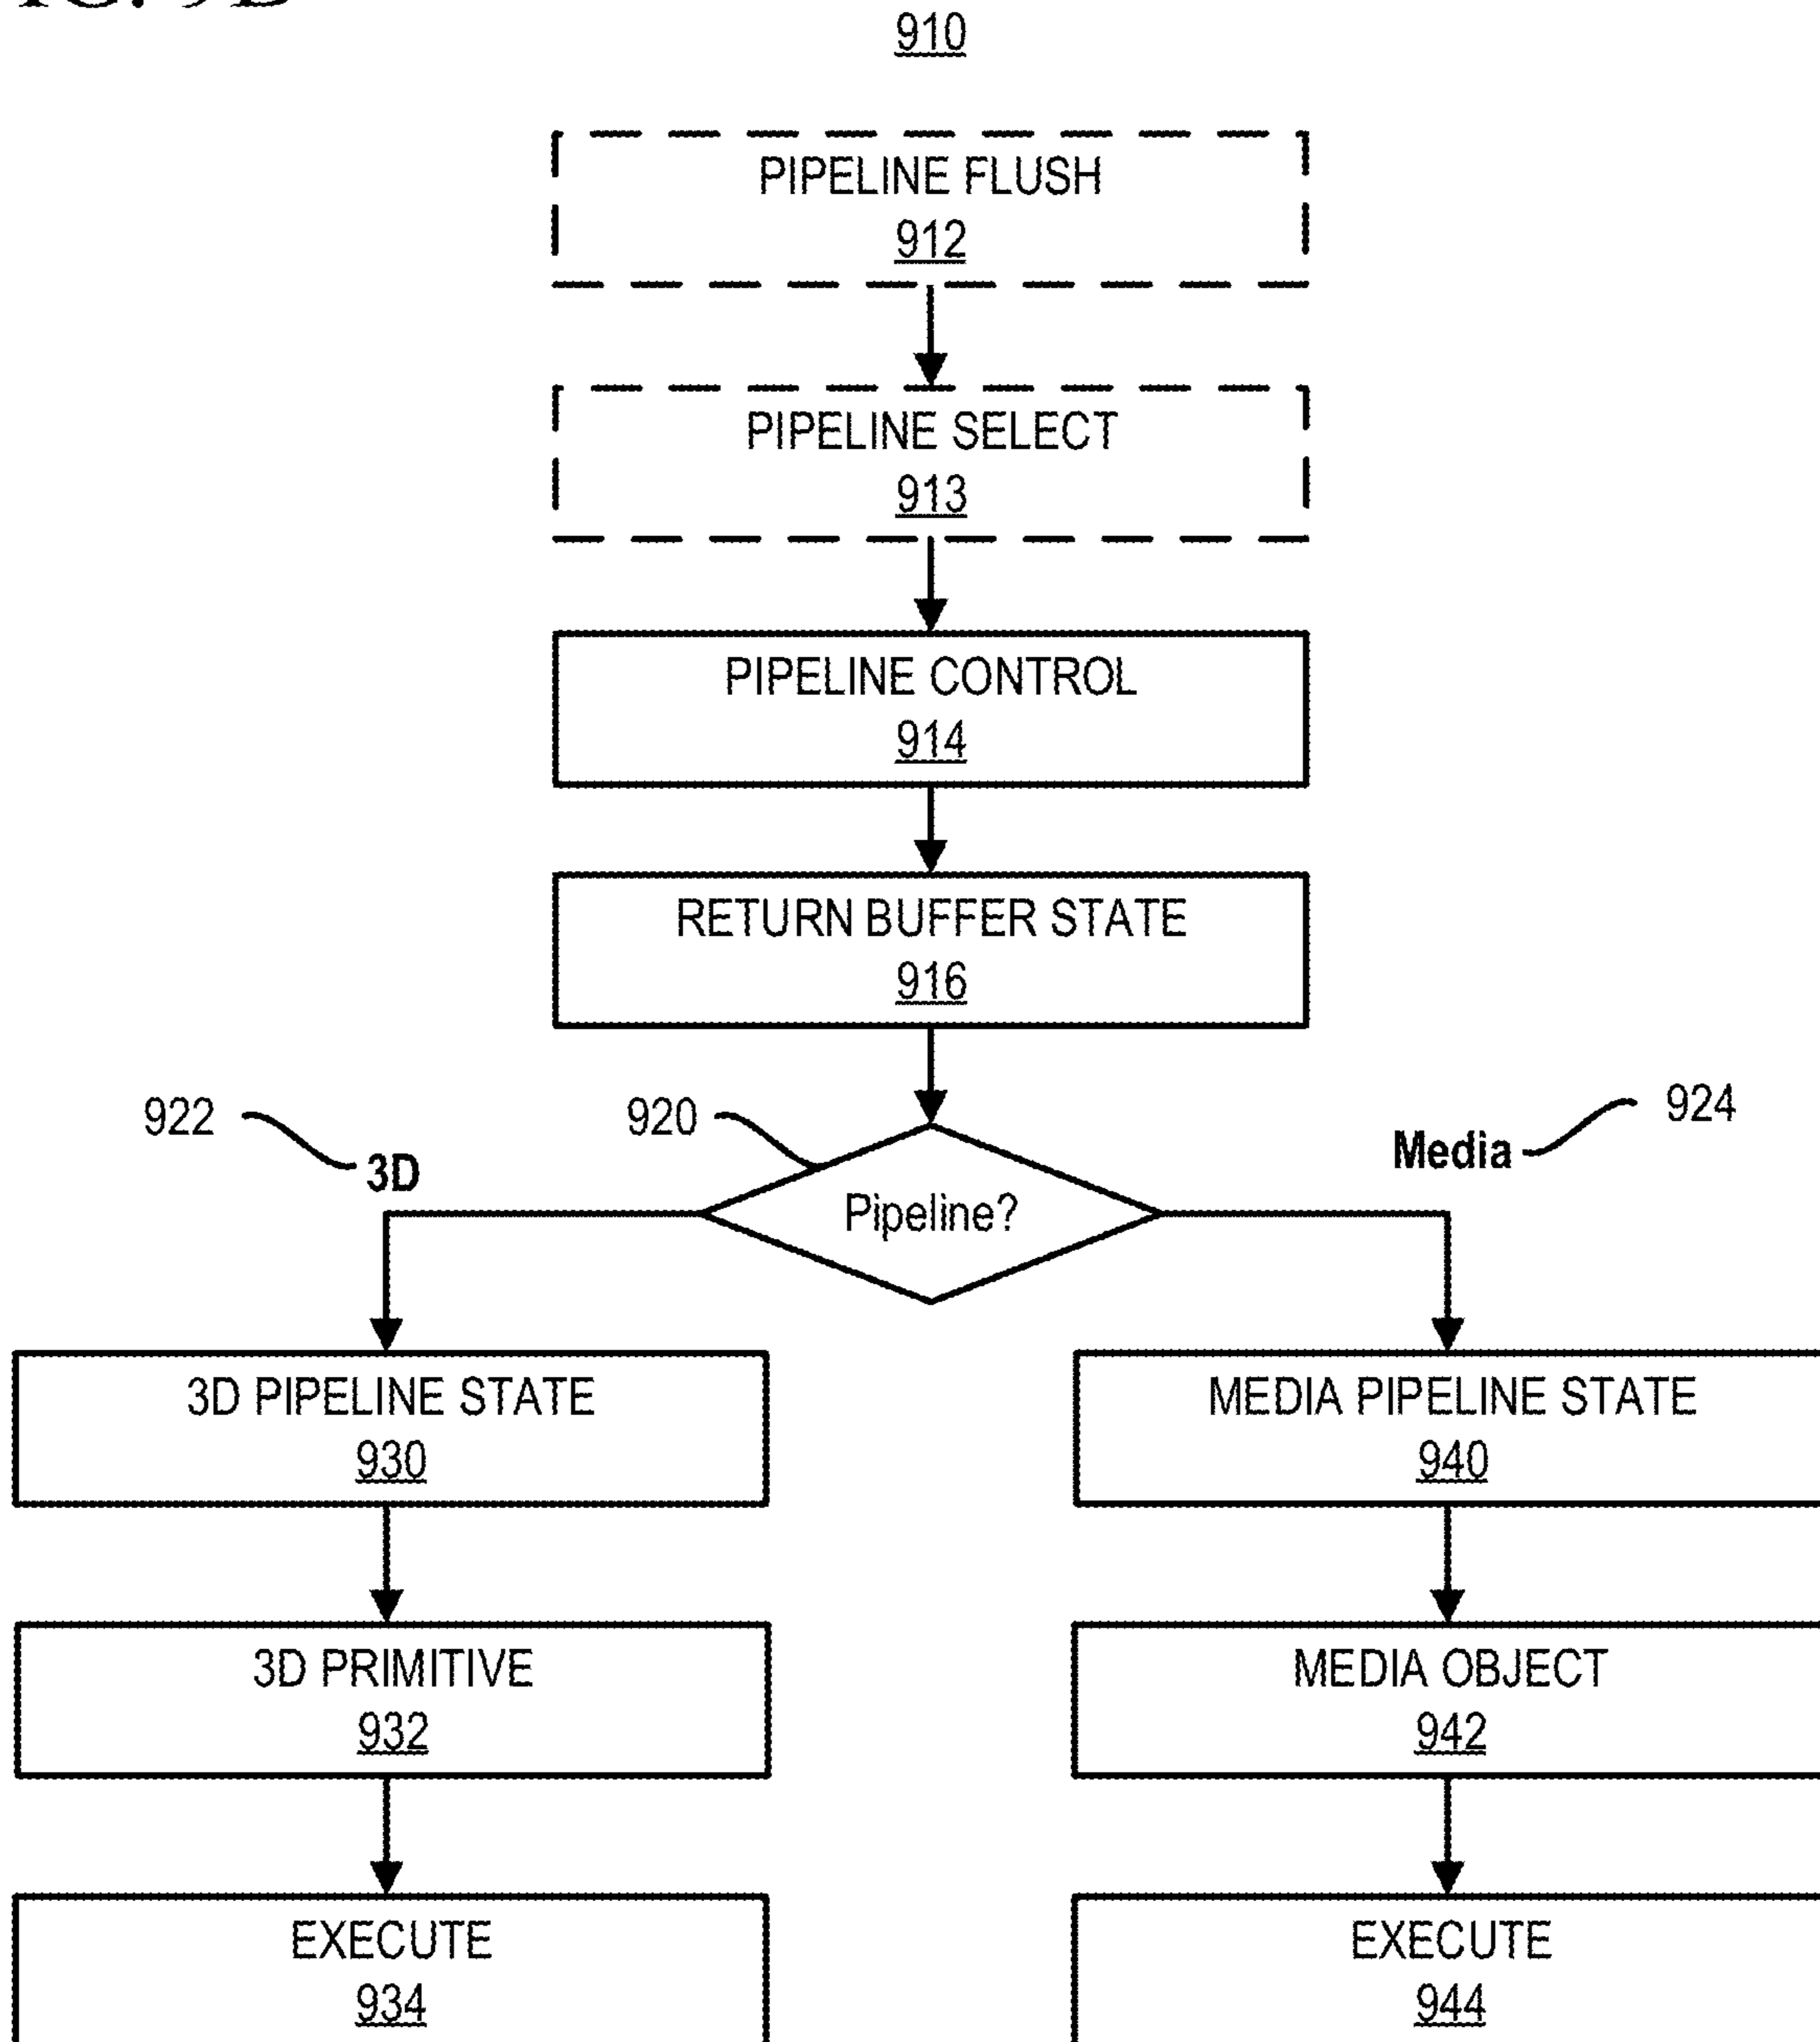 910
PIPELINE FLUSH
912
PIPELINE SELECT
913
PIPELINE CONTROL
914
RETURN BUFFER STATE
916
922
920
924
3D
Media
Pipeline?
3D PIPELINE STATE
930
MEDIA PIPELINE STATE
940
3D PRIMITIVE
932
MEDIA OBJECT
942
EXECUTE
934
EXECUTE
944